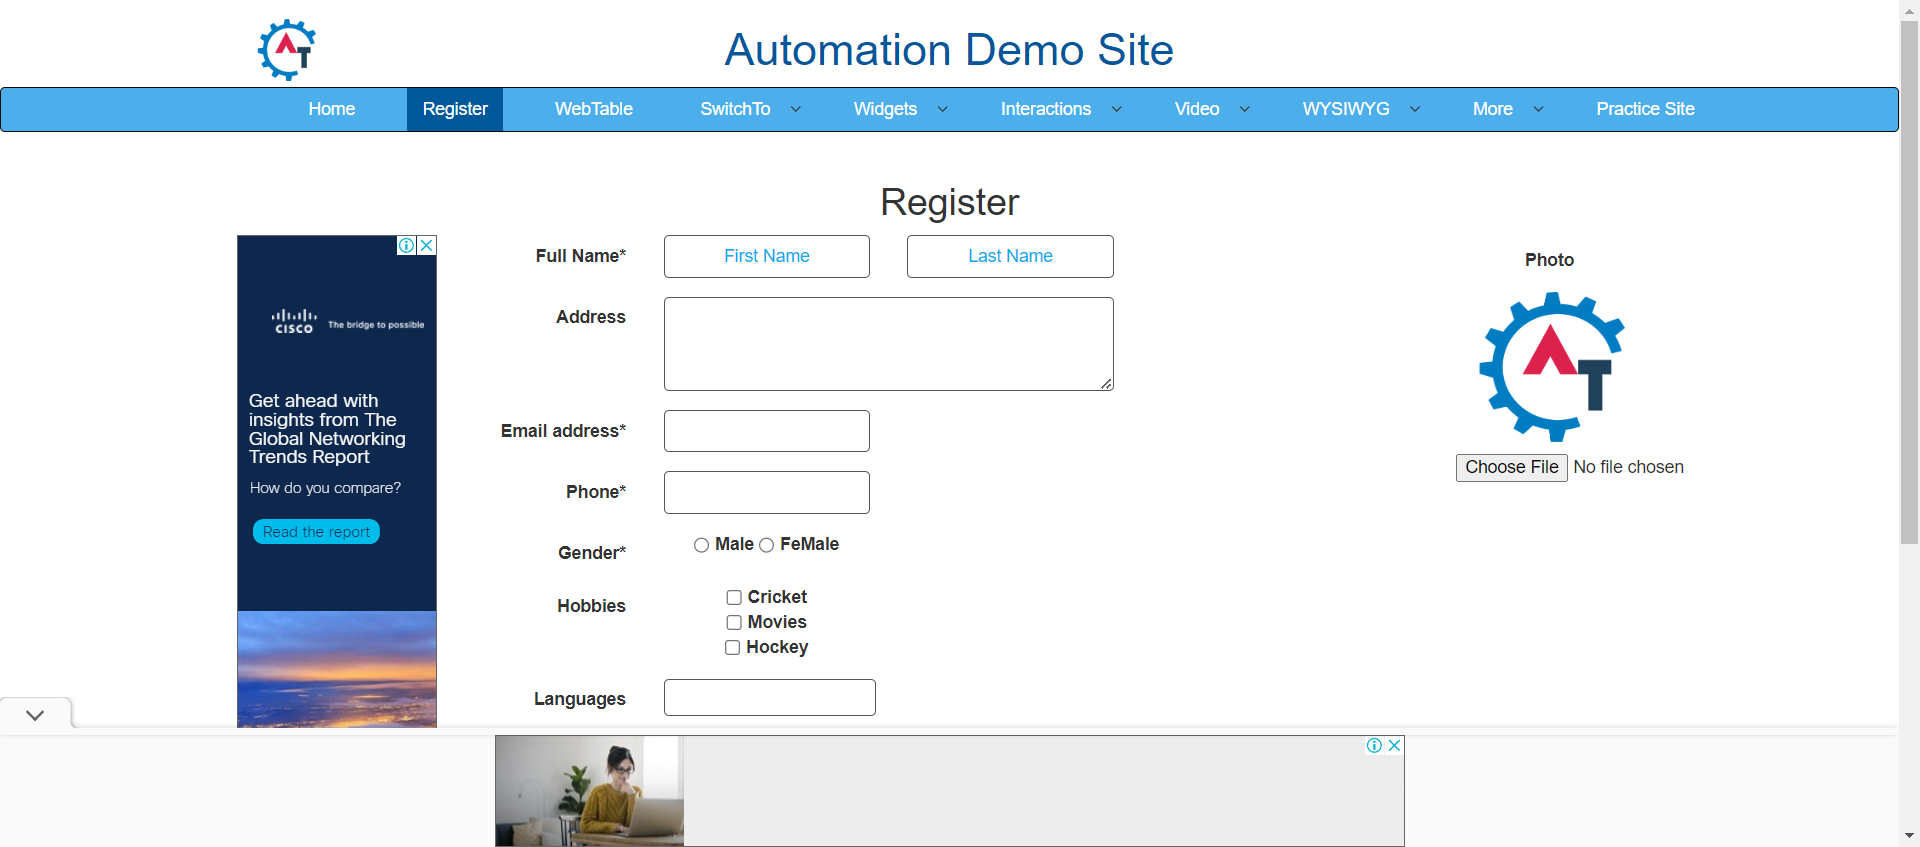 AT
Automation Demo Site
Home Register WebTable SwitchTo Widgets Interactions Video WYSIWYG More Practice Site
Register
CISCO The bridge to possible
Get ahead with
insights from The
Global Networking
Trends Report
How do you compare?
Read the report
Full Name* First Name Last Name
Address
Email address*
Phone*
Gender* Male FeMale
Hobbies Cricket
Movies
Hockey
Languages
Photo
AT
Choose File No file chosen